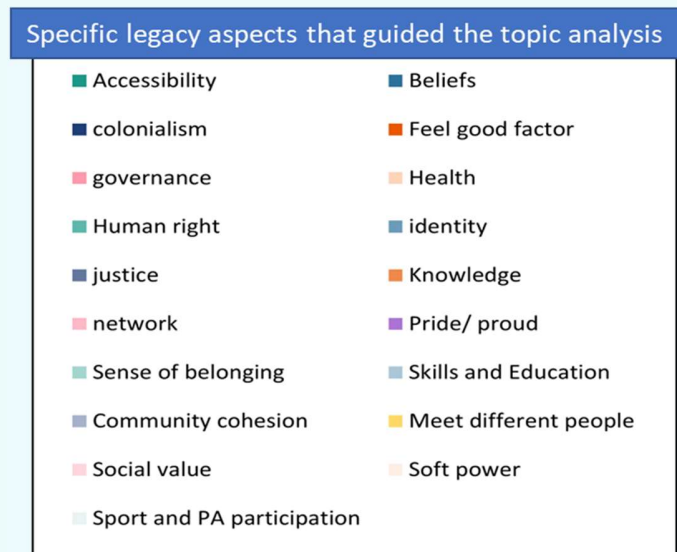 Specific legacy aspects that guided the topic analysis
Accessibility
Beliefs
colonialism
Feel good factor
governance
Health
Human right
identity
justice
Knowledge
network
Pride/ proud
Sense of belonging
Skills and Education
Community cohesion
Meet different people
Social value
Soft power
Sport and PA participation